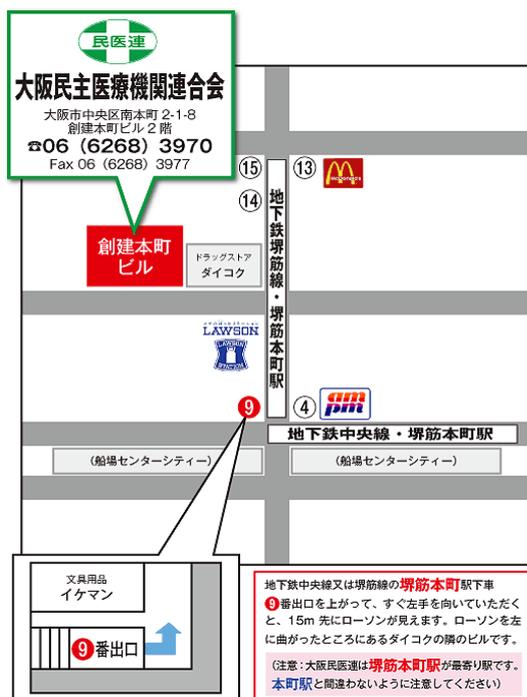 民医連
大阪民主医療機関連合会
大阪市中央区南本町 2-1-8
創建本町ビル 2 階
☎06（6268）3970
Fax 06（6268）3977
⑮
⑬
McDonald's
⑭
地下鉄堺筋線・堺筋本町駅
創建本町
ビル
ドラッグストア
ダイコク
LAWSON
LAWSON
STATION
❾
④
am
pm
地下鉄中央線・堺筋本町駅
（船場センターシティー）
（船場センターシティー）
文具用品
イケマン
❾番出口
地下鉄中央線又は堺筋線の堺筋本町駅下車
❾番出口を上がって、すぐ左手を向いていただく
と、15m 先にローソンが見えます。ローソンを左
に曲がったところにあるダイコクの隣のビルです。
（注意：大阪民医連は堺筋本町駅が最寄り駅です。
本町駅と間違わないように注意してください）